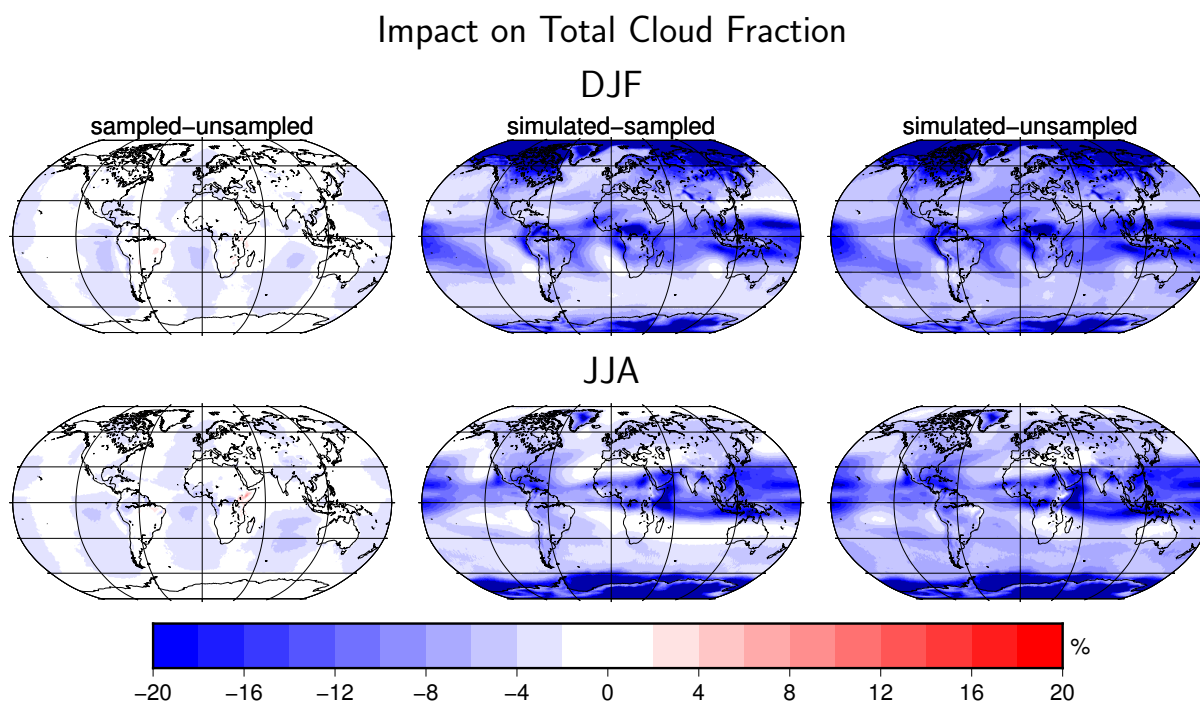 Impact on Total Cloud Fraction
DJF
sampled−unsampled simulated−sampled simulated−unsampled
JJA
%
−20 −16 −12 −8 −4 0 4 8 12 16 20